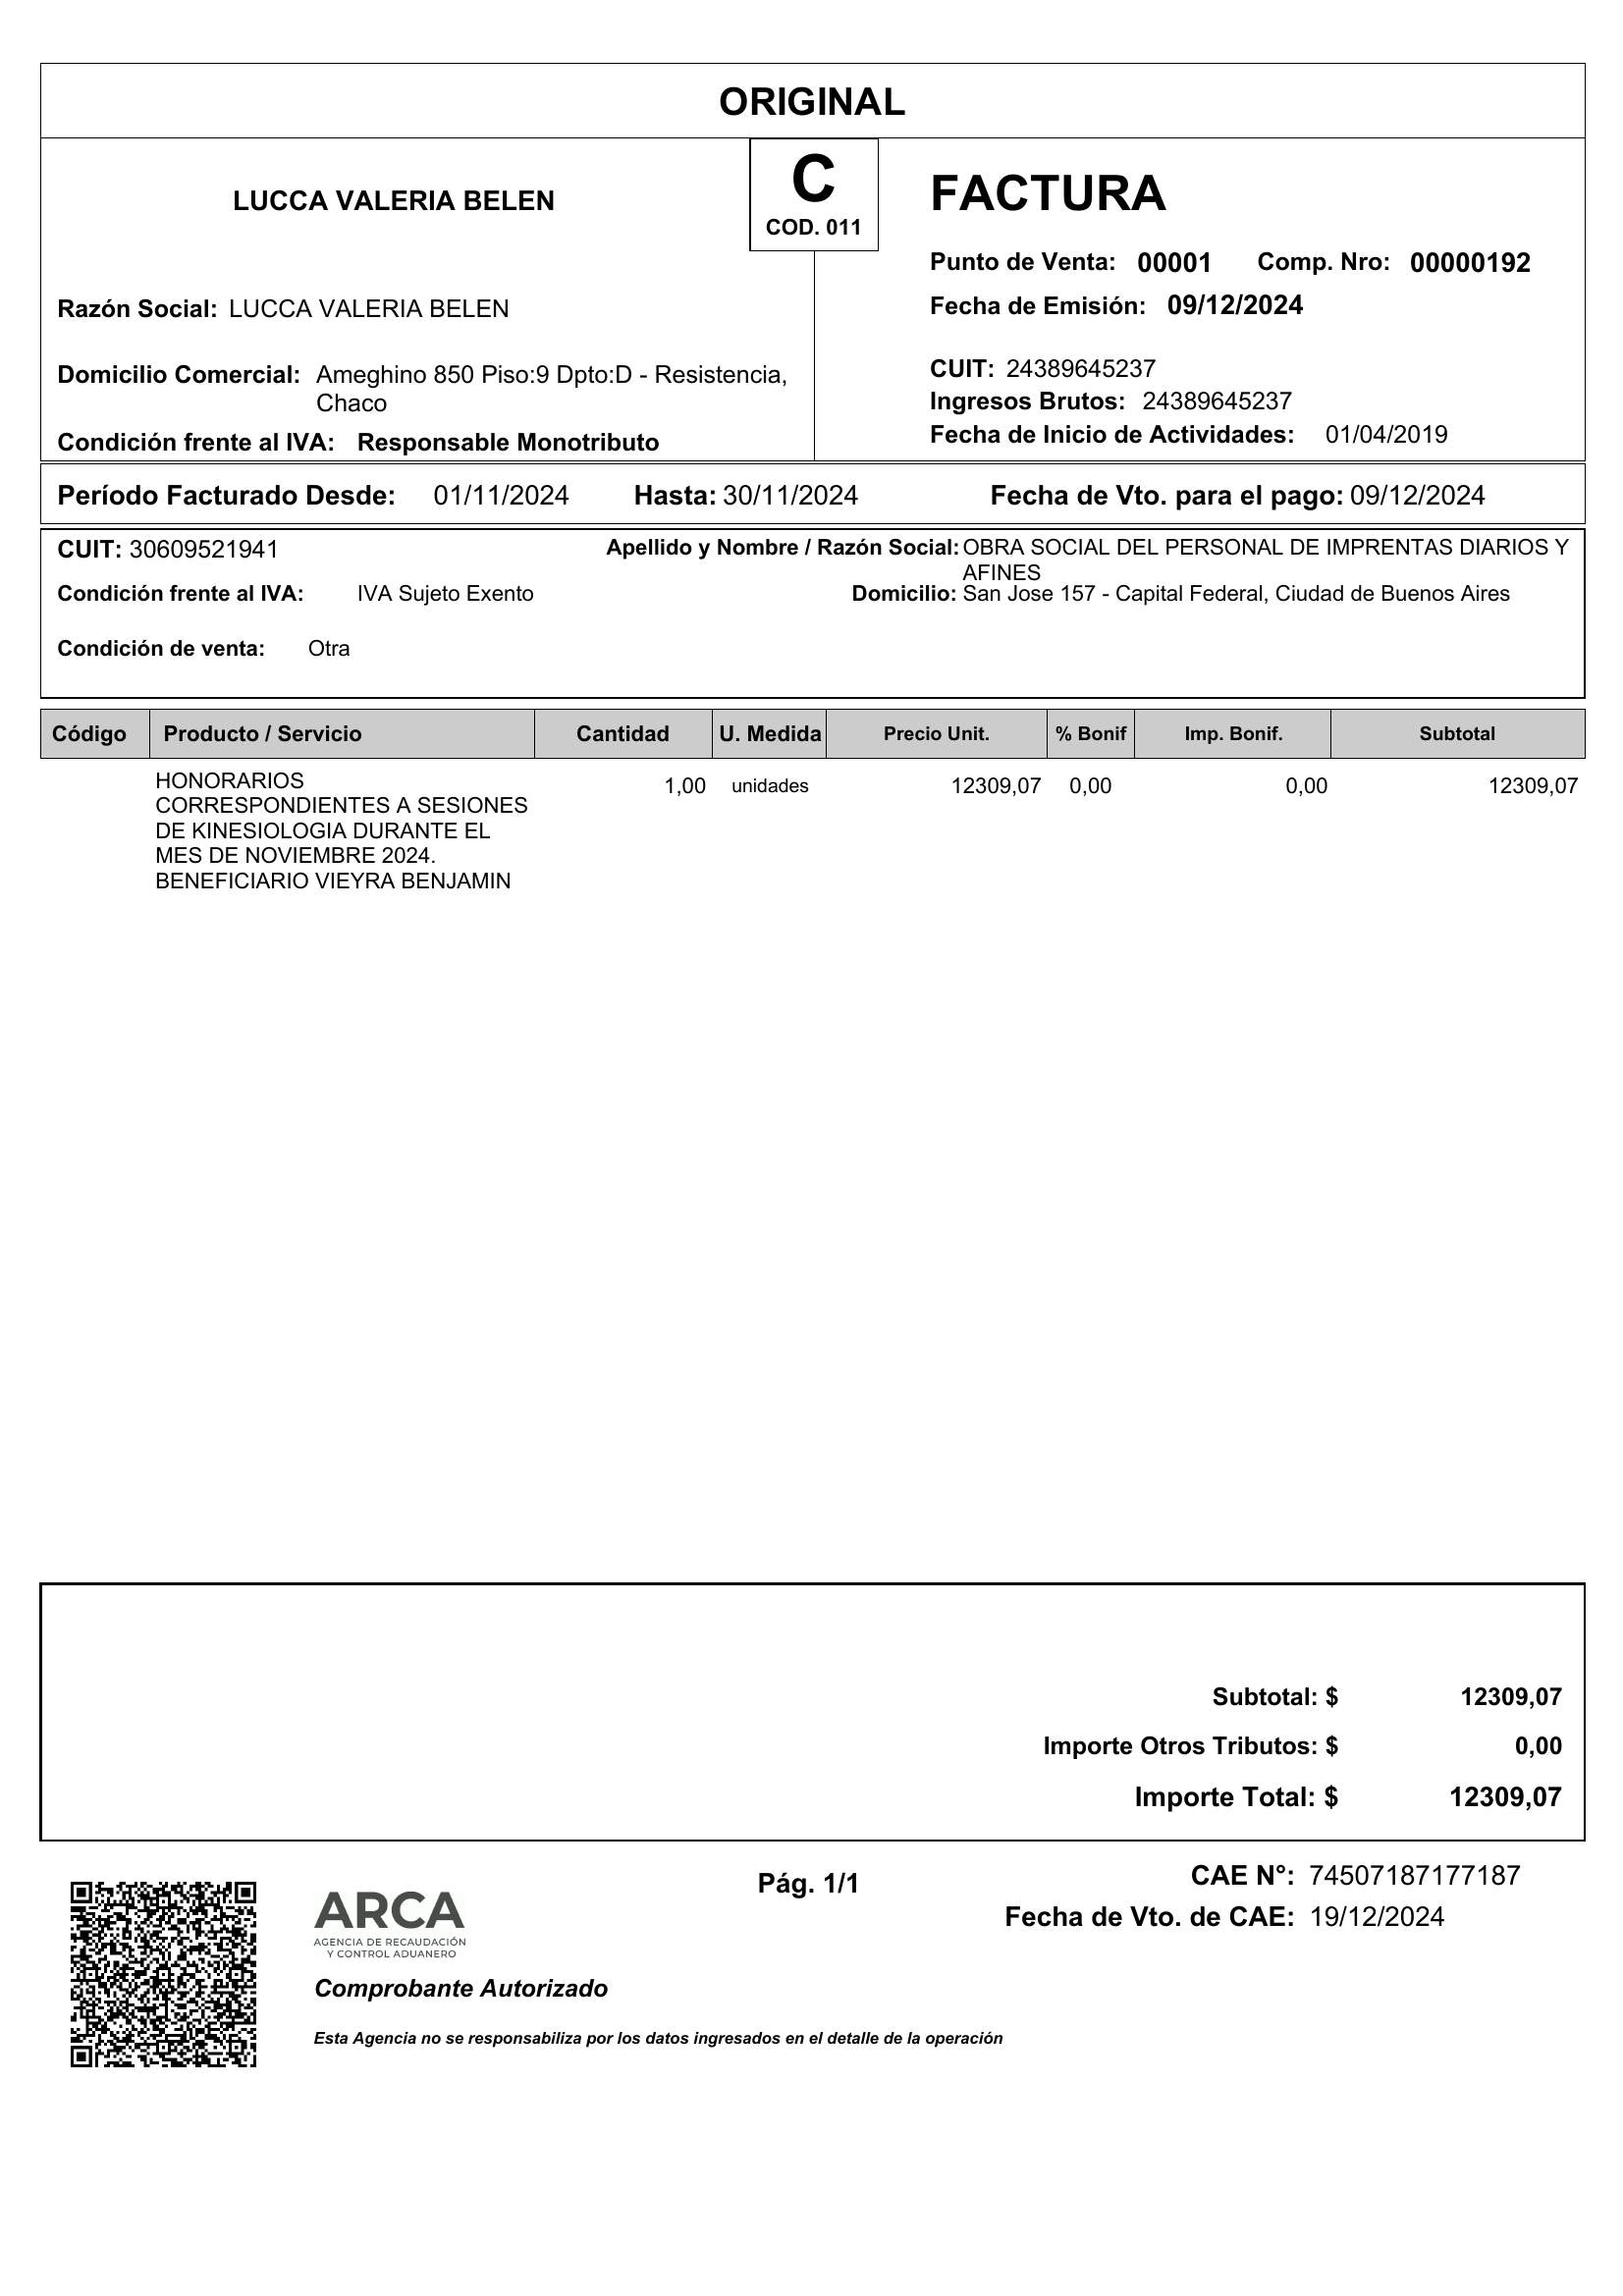 ORIGINAL
LUCCA VALERIA BELEN
C
COD. 011
FACTURA
Punto de Venta: 00001 Comp. Nro: 00000192
Fecha de Emisión: 09/12/2024
Razón Social: LUCCA VALERIA BELEN
Domicilio Comercial: Ameghino 850 Piso:9 Dpto:D - Resistencia,
Chaco
Condición frente al IVA: Responsable Monotributo
CUIT: 24389645237
Ingresos Brutos: 24389645237
Fecha de Inicio de Actividades: 01/04/2019
Período Facturado Desde: 01/11/2024 Hasta: 30/11/2024 Fecha de Vto. para el pago: 09/12/2024
CUIT: 30609521941 Apellido y Nombre / Razón Social: OBRA SOCIAL DEL PERSONAL DE IMPRENTAS DIARIOS Y
AFINES
Condición frente al IVA: IVA Sujeto Exento Domicilio: San Jose 157 - Capital Federal, Ciudad de Buenos Aires
Condición de venta: Otra
Código Producto / Servicio Cantidad U. Medida Precio Unit. % Bonif Imp. Bonif. Subtotal
HONORARIOS 1,00 unidades 12309,07 0,00 0,00 12309,07
CORRESPONDIENTES A SESIONES
DE KINESIOLOGIA DURANTE EL
MES DE NOVIEMBRE 2024.
BENEFICIARIO VIEYRA BENJAMIN
Subtotal: $ 12309,07
Importe Otros Tributos: $ 0,00
Importe Total: $ 12309,07
Pág. 1/1
CAE N°: 74507187177187
Fecha de Vto. de CAE: 19/12/2024
ARCA
AGENCIA DE RECAUDACIÓN
Y CONTROL ADUANERO
Comprobante Autorizado
Esta Agencia no se responsabiliza por los datos ingresados en el detalle de la operación